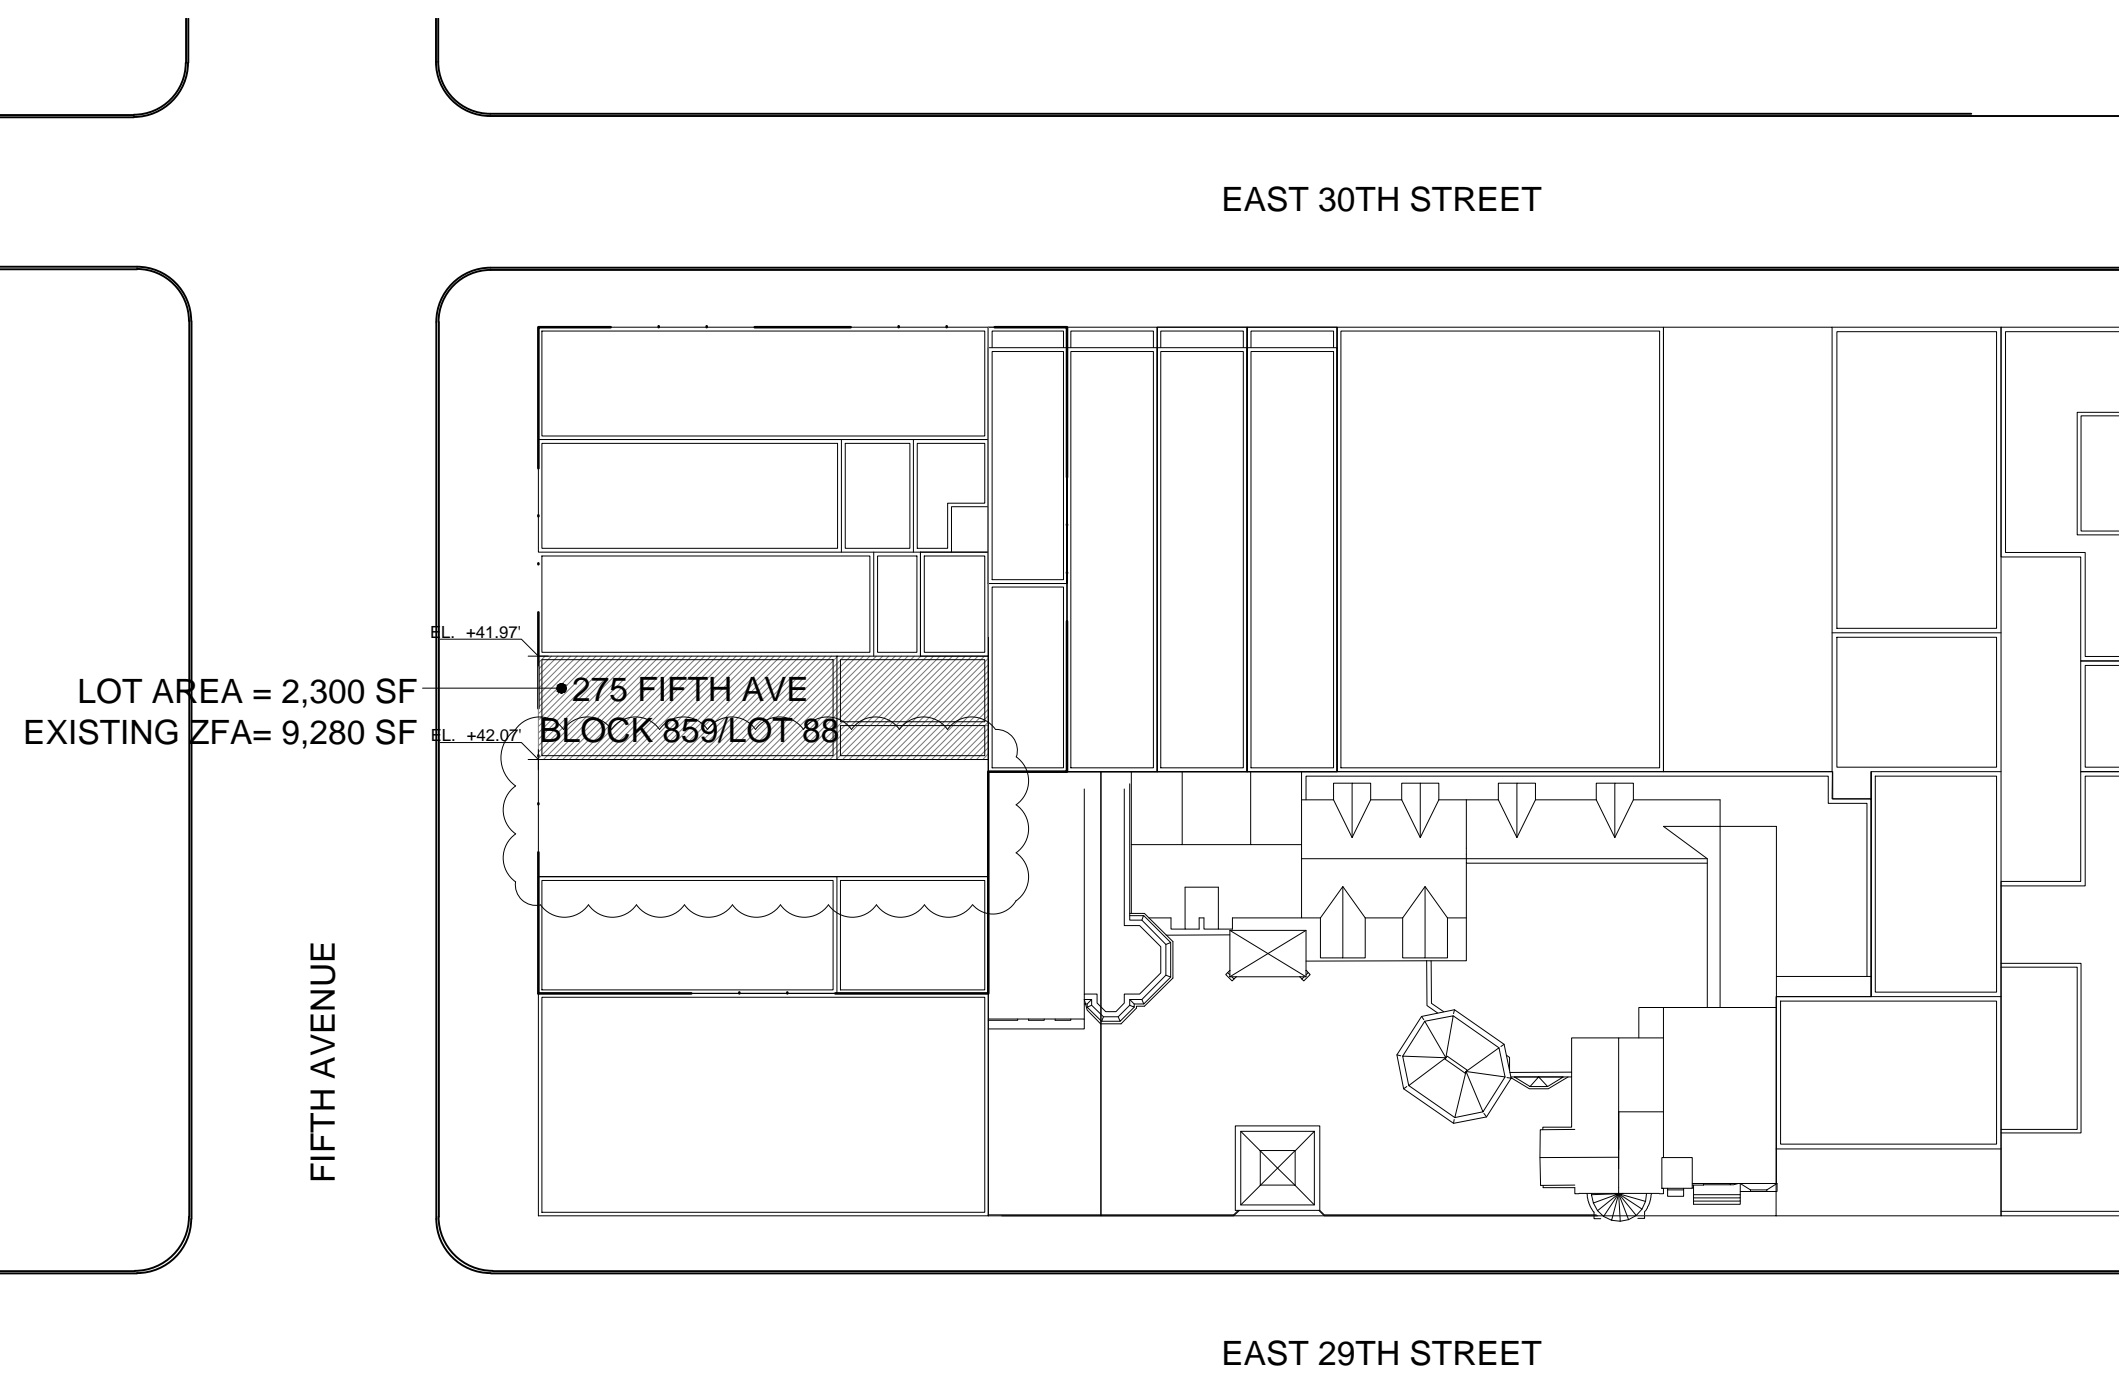 EAST 30TH STREET
EL. +41.97'
LOT AREA = 2,300 SF
275 FIFTH AVE
EXISTING ZFA= 9,280 SF
EL. +42.07'
BLOCK 859/LOT 88
FIFTH AVENUE
EAST 29TH STREET